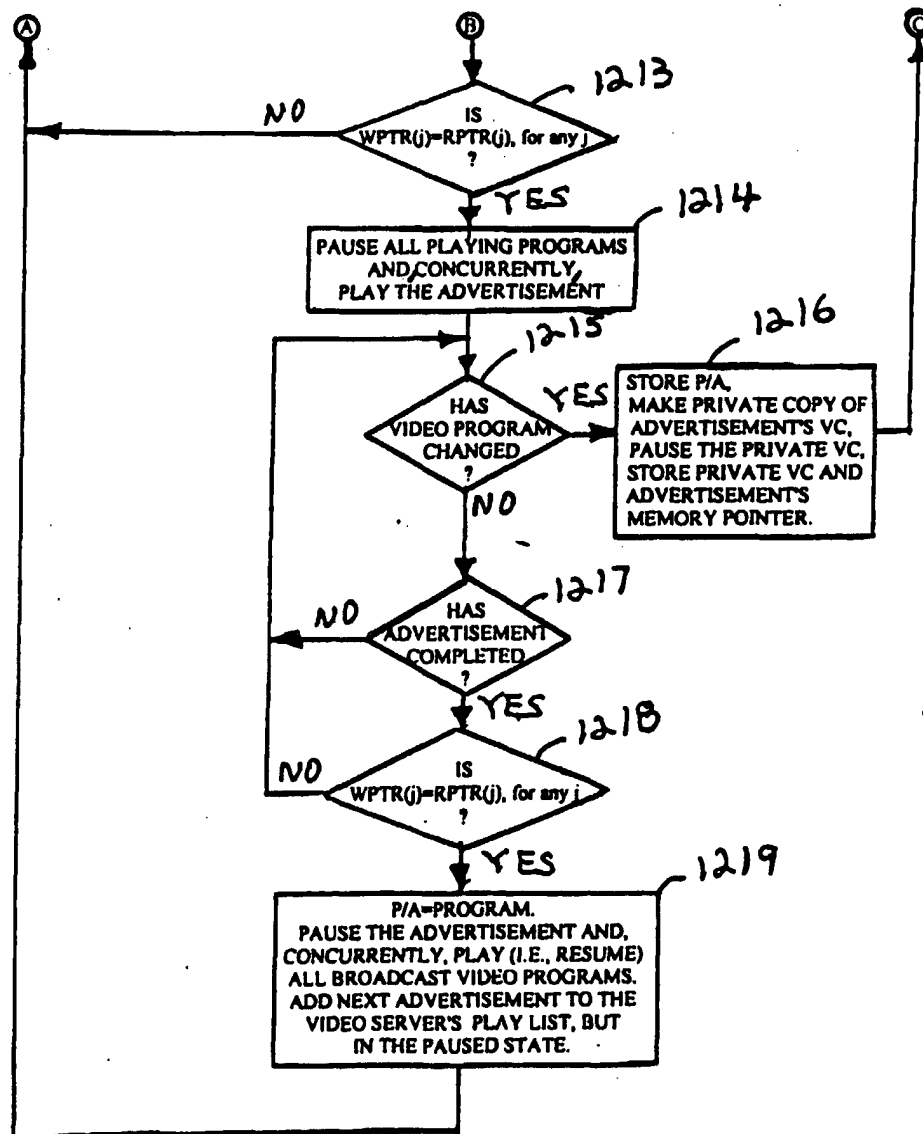 A
B
C
1213
IS
WPTR(j)=RPTR(j), for any j
?
NO
YES
1214
PAUSE ALL PLAYING PROGRAMS
AND, CONCURRENTLY,
PLAY THE ADVERTISEMENT
1215
HAS
VIDEO PROGRAM
CHANGED
?
YES
NO
1216
STORE P/A,
MAKE PRIVATE COPY OF
ADVERTISEMENT'S VC,
PAUSE THE PRIVATE VC,
STORE PRIVATE VC AND
ADVERTISEMENT'S
MEMORY POINTER.
1217
HAS
ADVERTISEMENT
COMPLETED
?
NO
YES
1218
IS
WPTR(j)=RPTR(j), for any j
?
NO
YES
1219
P/A=PROGRAM.
PAUSE THE ADVERTISEMENT AND,
CONCURRENTLY, PLAY (I.E., RESUME)
ALL BROADCAST VIDEO PROGRAMS.
ADD NEXT ADVERTISEMENT TO THE
VIDEO SERVER'S PLAY LIST, BUT
IN THE PAUSED STATE.